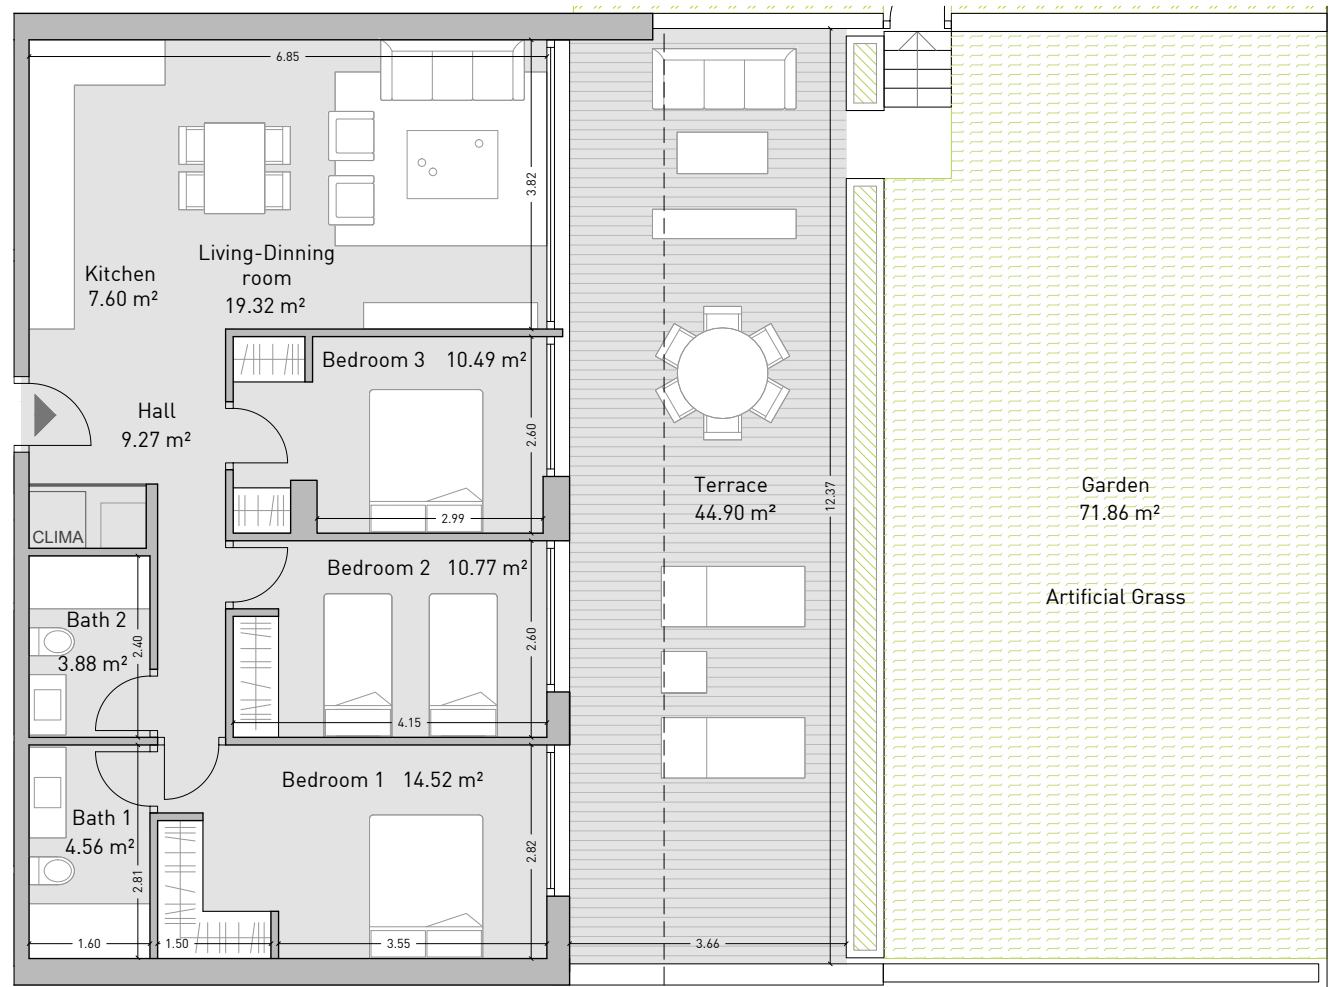 6.85
3.82
Living-Dinning
room
19.32 m²
Kitchen
7.60 m²
Bedroom 3 10.49 m²
Hall
9.27 m²
2.60
2.99
Terrace
44.90 m²
12.37
Garden
71.86 m²
Artificial Grass
CLIMA
Bedroom 2 10.77 m²
Bath 2
3.88 m²
2.40
2.60
4.15
Bedroom 1 14.52 m²
Bath 1
4.56 m²
2.81
2.82
1.60
1.50
3.55
3.66